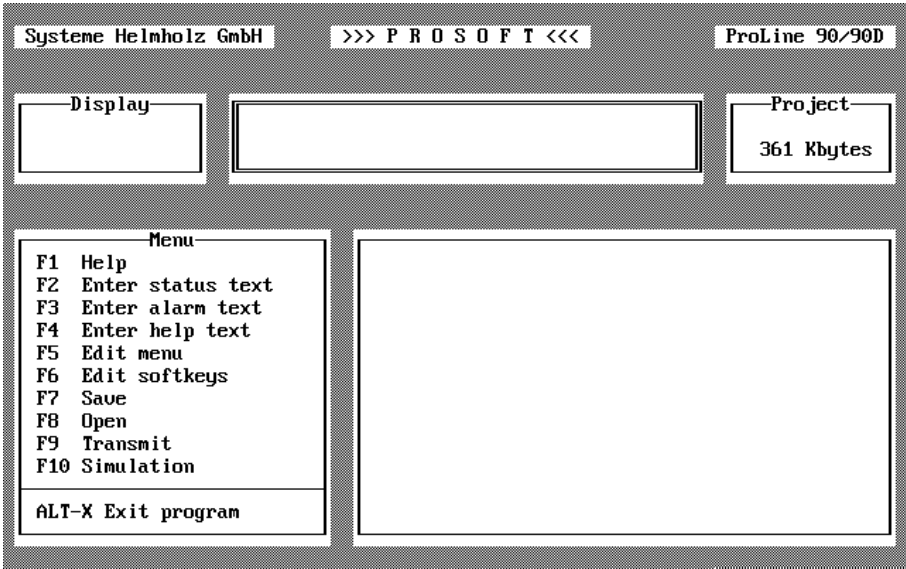 Systeme Helmholz GmbH
>>> P R O S O F T <<<
ProLine 90/90D
Display
Project
361 Kbytes
Menu
F1 Help
F2 Enter status text
F3 Enter alarm text
F4 Enter help text
F5 Edit menu
F6 Edit softkeys
F7 Save
F8 Open
F9 Transmit
F10 Simulation
ALT-X Exit program